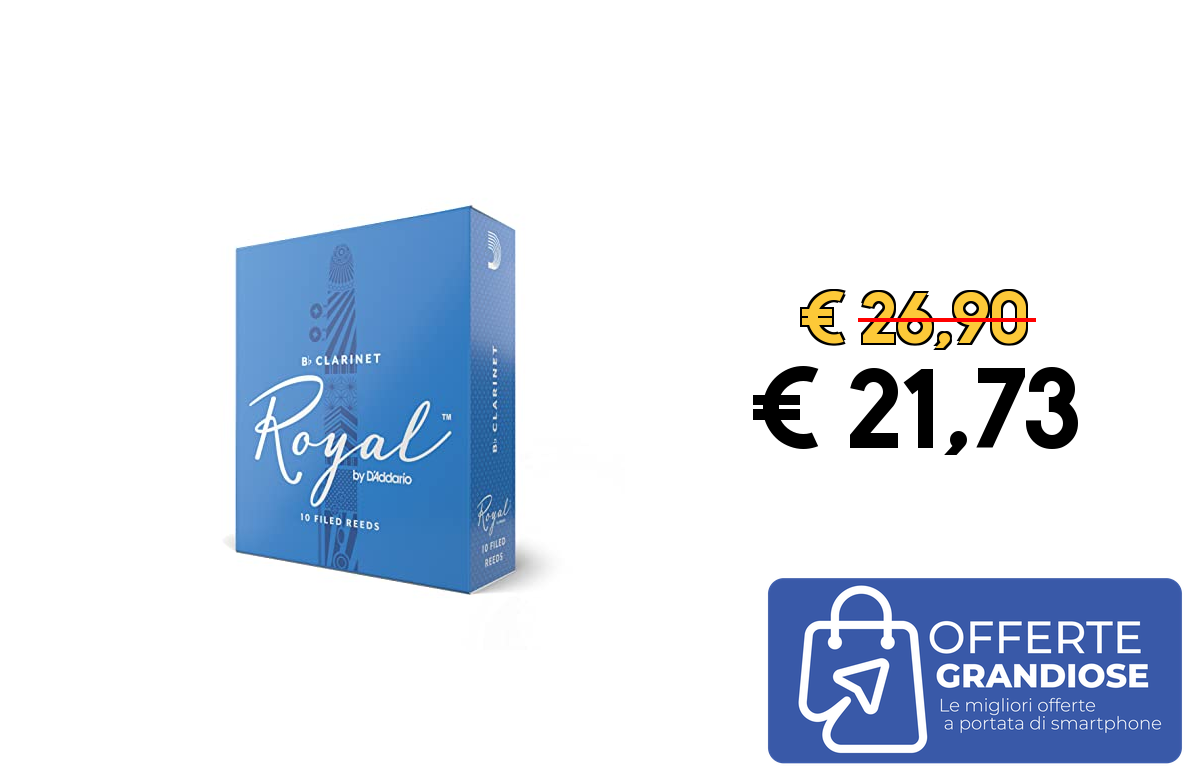 B♭ CLARINET
Royal™
by D'Addario
10 FILED REEDS
B♭ CLARINET
Royal
10 FILED
REEDS
€ 26,90
€ 21,73
OFFERTE
GRANDIOSE
Le migliori offerte
a portata di smartphone